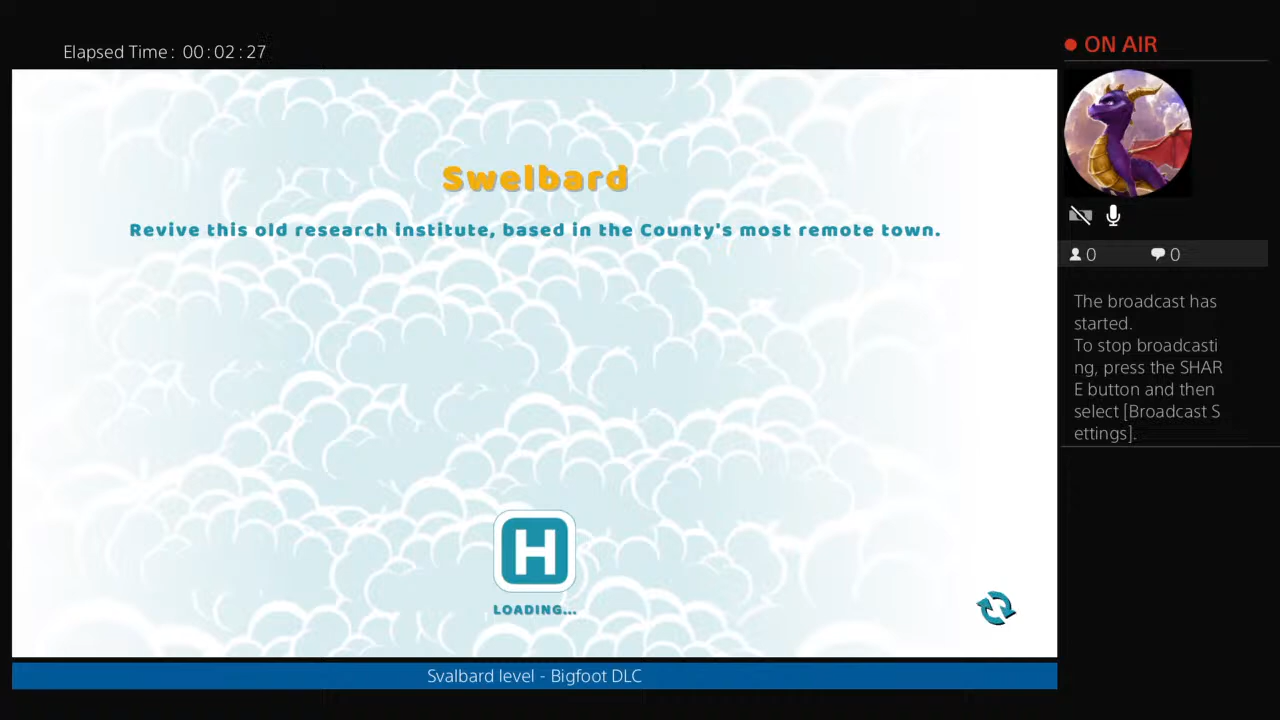 Elapsed Time: 00:02:27
ON AIR
Swelbard
Revive this old research institute, based in the County's most remote town.
0 0
The broadcast has
started.
To stop broadcasti
ng, press the SHAR
E button and then
select [Broadcast S
ettings].
H
LOADING...
Svalbard level - Bigfoot DLC